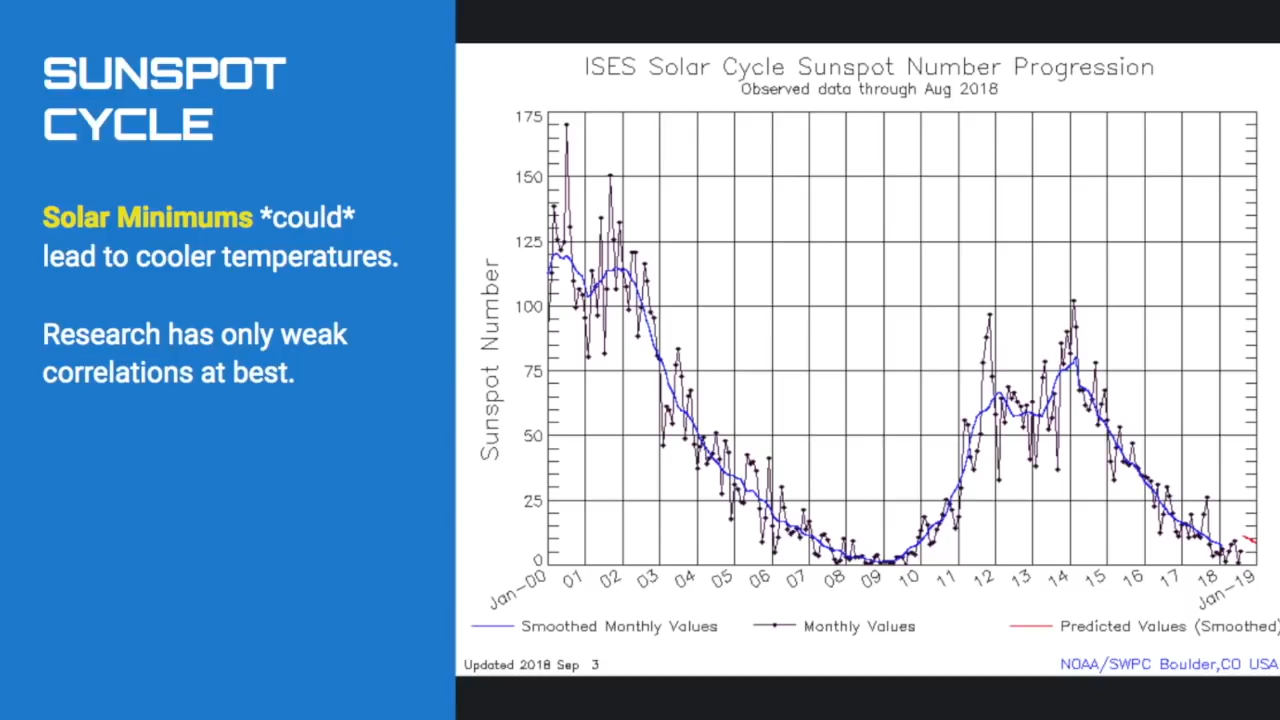 SUNSPOT
CYCLE
Solar Minimums *could*
lead to cooler temperatures.
Research has only weak
correlations at best.
ISES Solar Cycle Sunspot Number Progression
Observed data through Aug 2018
Sunspot Number
175
150
125
100
75
50
25
0
Jan-00 01 02 03 04 05 06 07 08 09 10 11 12 13 14 15 16 17 18 Jan-19
Smoothed Monthly Values Monthly Values Predicted Values (Smoothed)
Updated 2018 Sep 3 NOAA/SWPC Boulder,CO USA